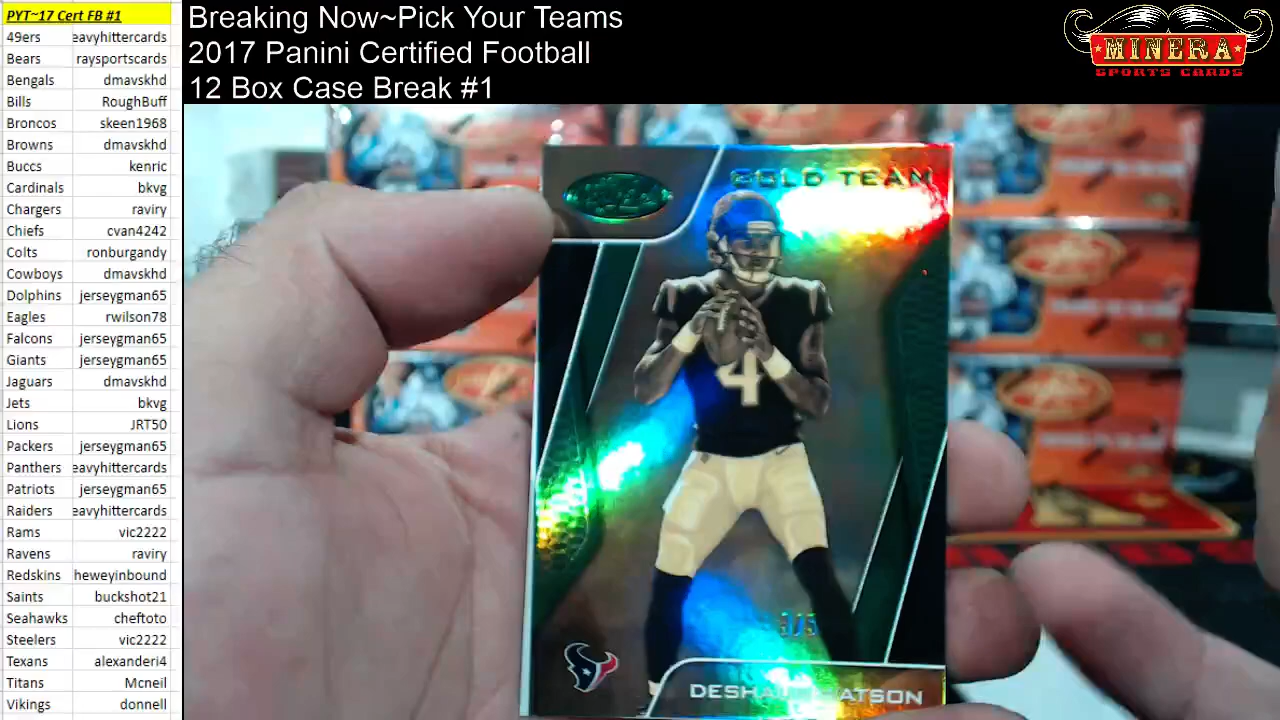 PYT~17 Cert FB #1
49ers eavyhittercards
Bears raysportscards
Bengals dmavskhd
Bills RoughBuff
Broncos skeen1968
Browns dmavskhd
Buccs kenric
Cardinals bkvg
Chargers raviry
Chiefs cvan4242
Colts ronburgandy
Cowboys dmavskhd
Dolphins jerseygman65
Eagles rwilson78
Falcons jerseygman65
Giants jerseygman65
Jaguars dmavskhd
Jets bkvg
Lions JRT50
Packers jerseygman65
Panthers eavyhittercards
Patriots jerseygman65
Raiders eavyhittercards
Rams vic2222
Ravens raviry
Redskins heweyinbound
Saints buckshot21
Seahawks cheftoto
Steelers vic2222
Texans alexanderi4
Titans Mcneil
Vikings donnell
Breaking Now~Pick Your Teams
2017 Panini Certified Football
12 Box Case Break #1
MINERA
SPORTS CARDS
GOLD TEAM
4
DESHAUN WATSON